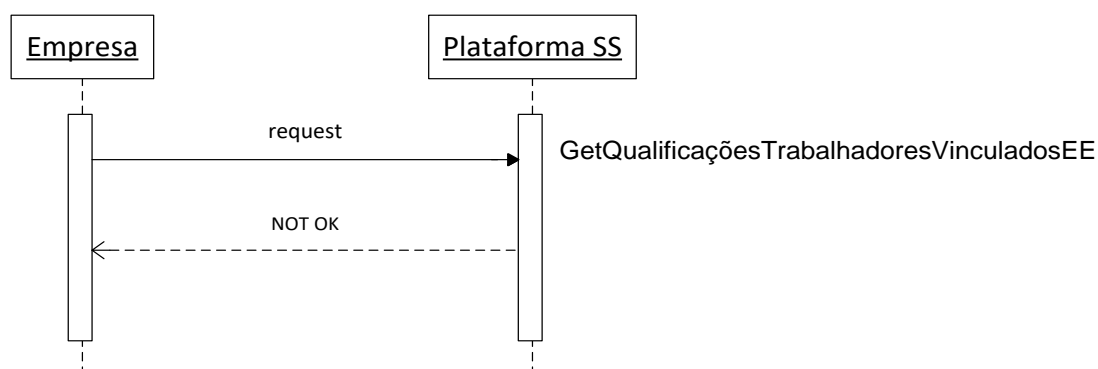 Empresa
Plataforma SS
request
GetQualificaçõesTrabalhadoresVinculadosEE
NOT OK